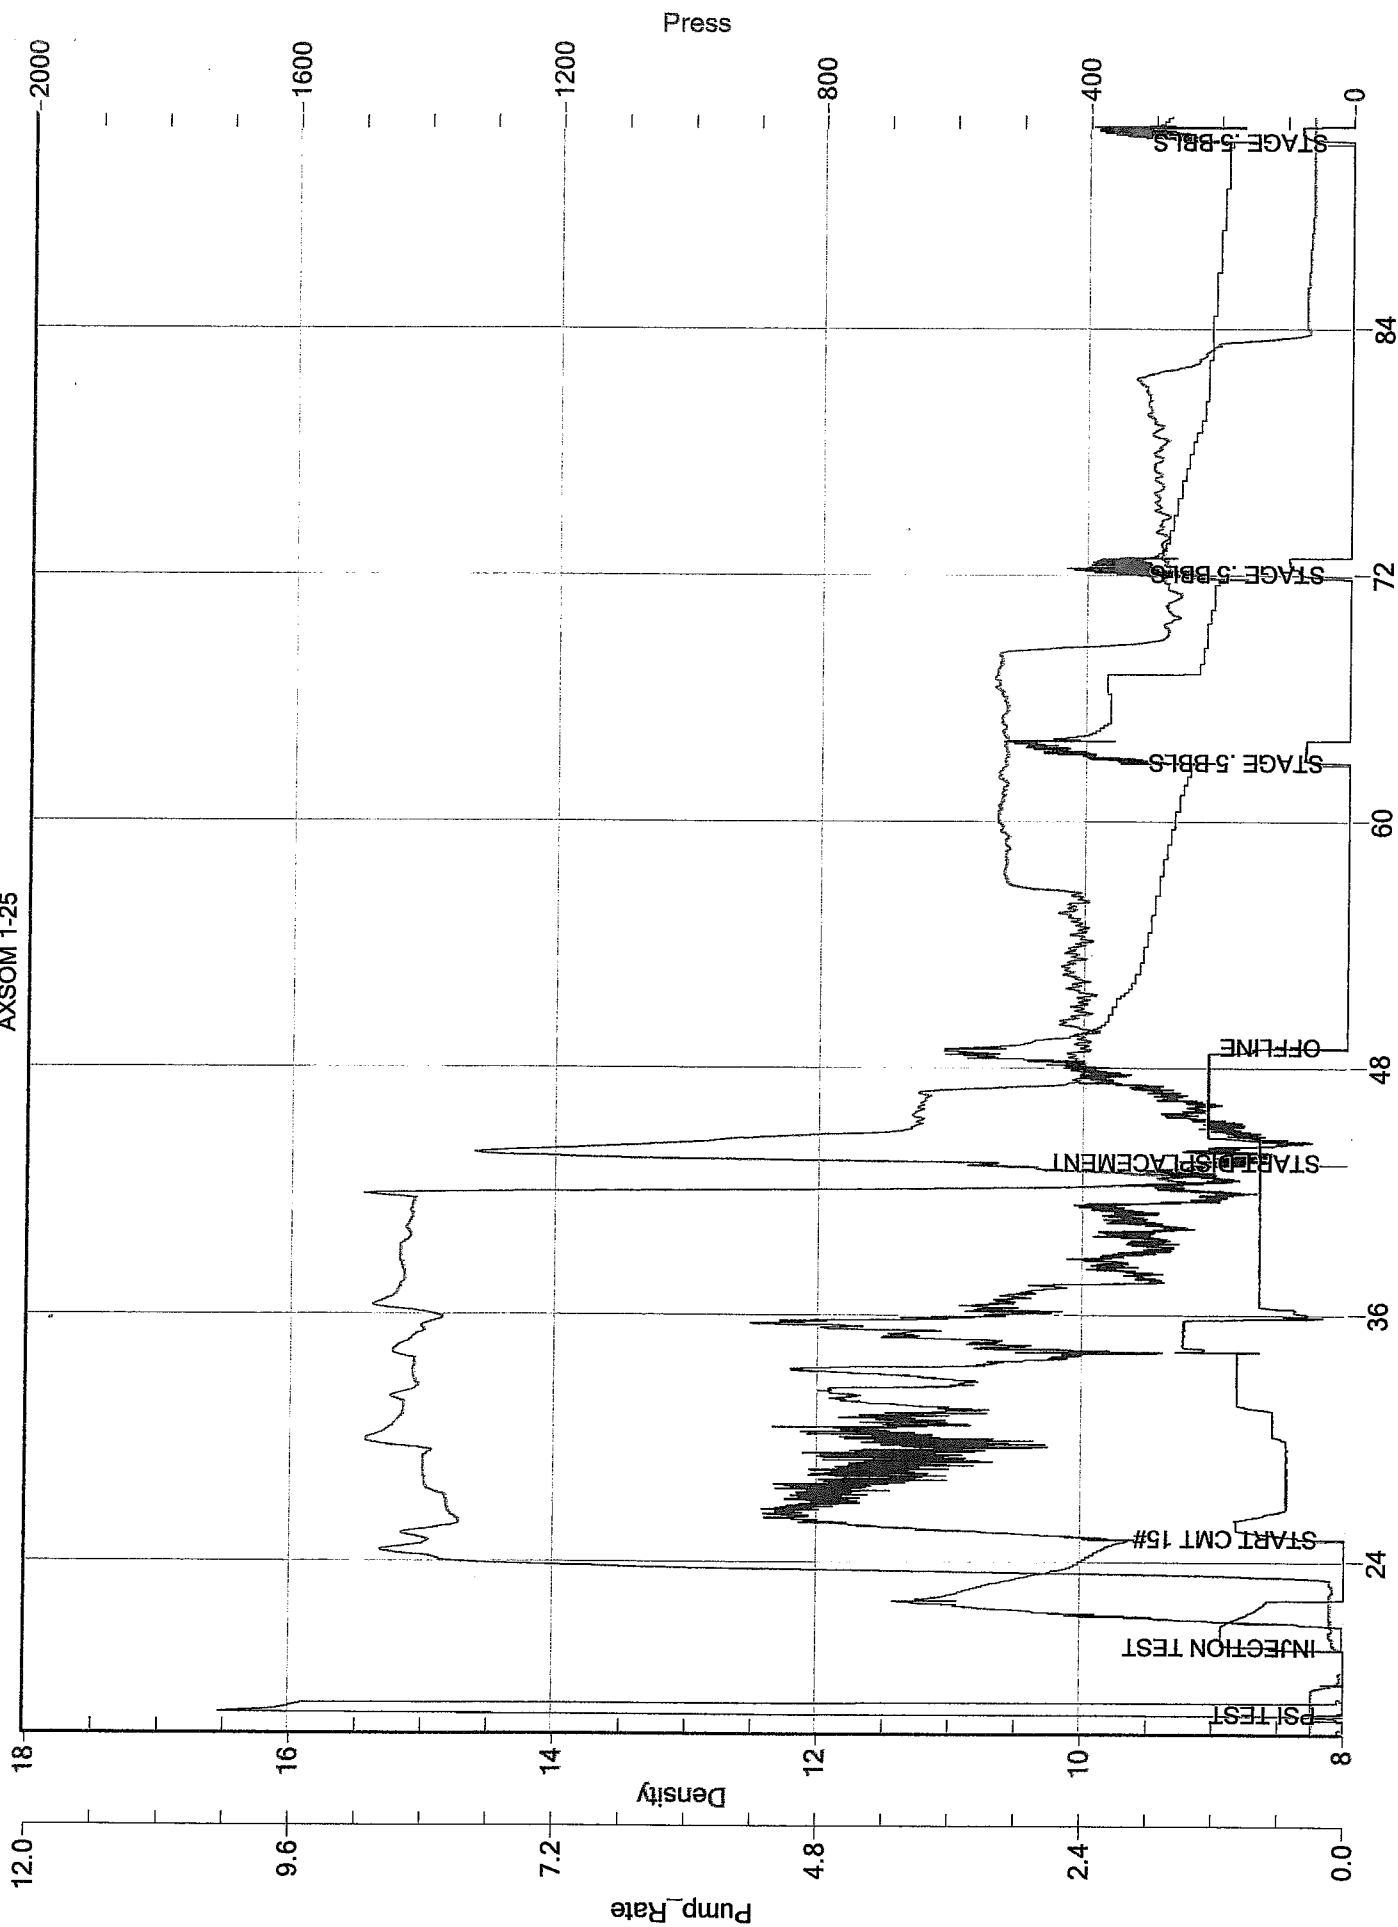 AXSOM 1-25
Pump_Rate
12.0
9.6
7.2
4.8
2.4
0.0
Density
18
16
14
12
10
8
Press
2000
1600
1200
800
400
0
24
36
48
60
72
84
PSI TEST
INJECTION TEST
START CMT 15#
START DISPLACEMENT
OFFLINE
STAGE .5 BBLS
STAGE .5 BBLS
STAGE .5 BBLS